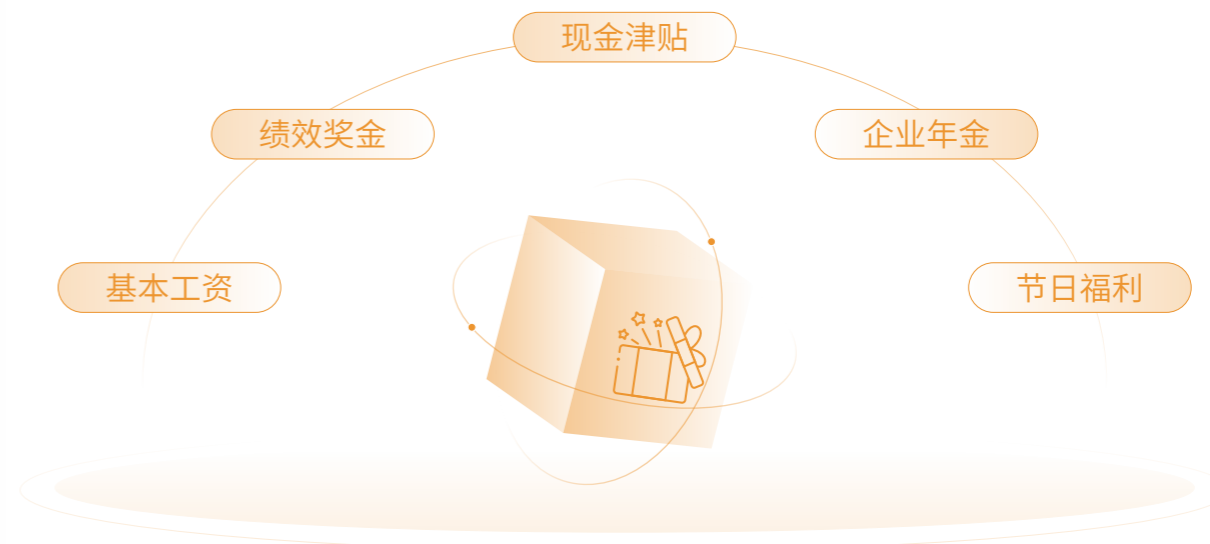 现金津贴
绩效奖金
企业年金
基本工资
节日福利